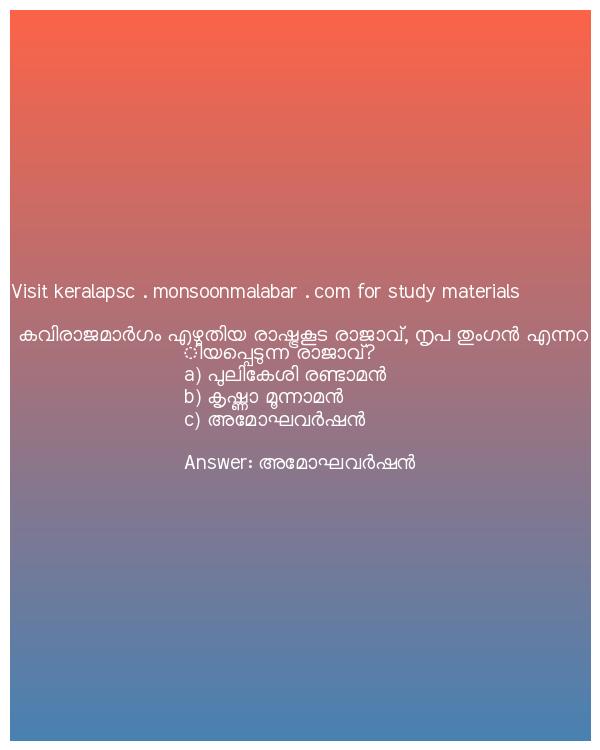 Visit keralapsc . monsoonmalabar . com for study materials
കവിരാജമാർഗം എഴുതിയ രാഷ്ട്രകൂട രാജാവ്, നൃപ തുംഗൻ എന്നറ
ിയപ്പെടുന്ന രാജാവ്?
a) പുലികേശി രണ്ടാമൻ
b) കൃഷ്ണാ മൂന്നാമൻ
c) അമോഘവർഷൻ
Answer: അമോഘവർഷൻ